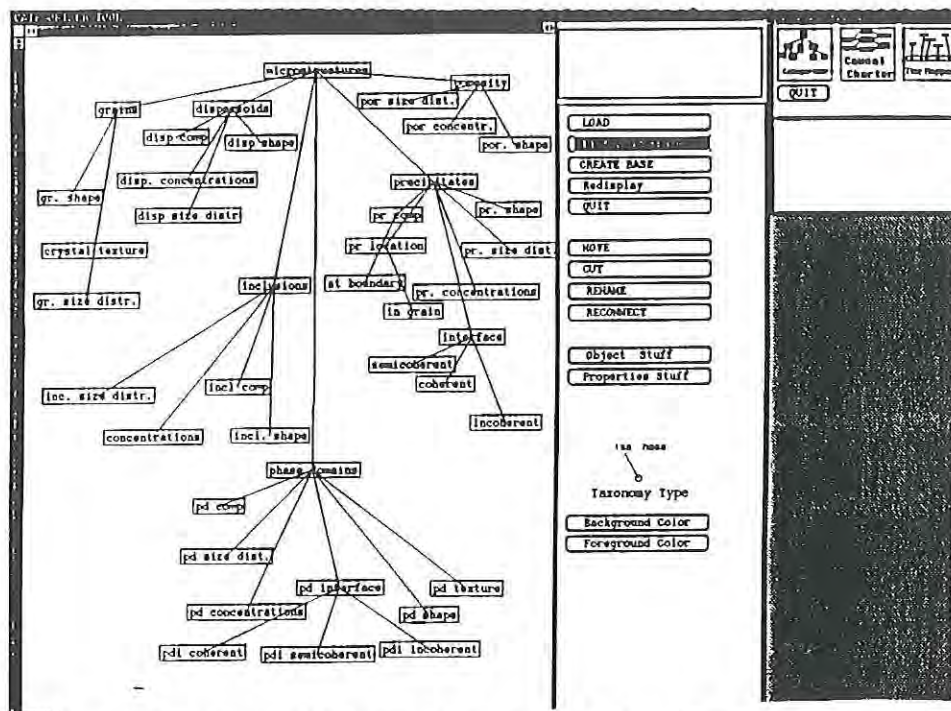 microstructures
porosity
por size dist.
grains
dispersoids
disp comp
disp shape
por concentr.
por. shape
disp. concentrations
precipitates
gr. shape
disp size distr
pr comp
pr. shape
crystal texture
pr location
pr. size dist.
inclusions
at boundary
pr. concentrations
gr. size distr.
in grain
interface
semicoherent
coherent
inc. size distr.
incl comp
incoherent
concentrations
incl. shape
phase domains
pd comp
pd size dist.
pd interface
pd texture
pd concentrations
pd shape
pdi coherent
pdi semicoherent
pdi incoherent
LOAD
CREATE BASE
Redisplay
QUIT
MOVE
CUT
RENAME
RECONNECT
Object Stuff
Properties Stuff
Taxonomy Type
Background Color
Foreground Color
Causal
Charter
QUIT